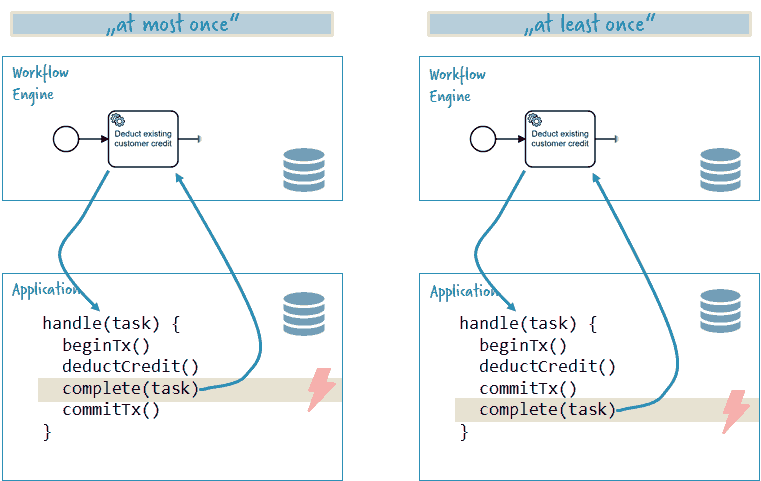 „at most once“
Workflow
Engine
Deduct existing
customer credit
Application
handle(task) {
beginTx()
deductCredit()
complete(task)
commitTx()
}
„at least once“
Workflow
Engine
Deduct existing
customer credit
Application
handle(task) {
beginTx()
deductCredit()
commitTx()
complete(task)
}